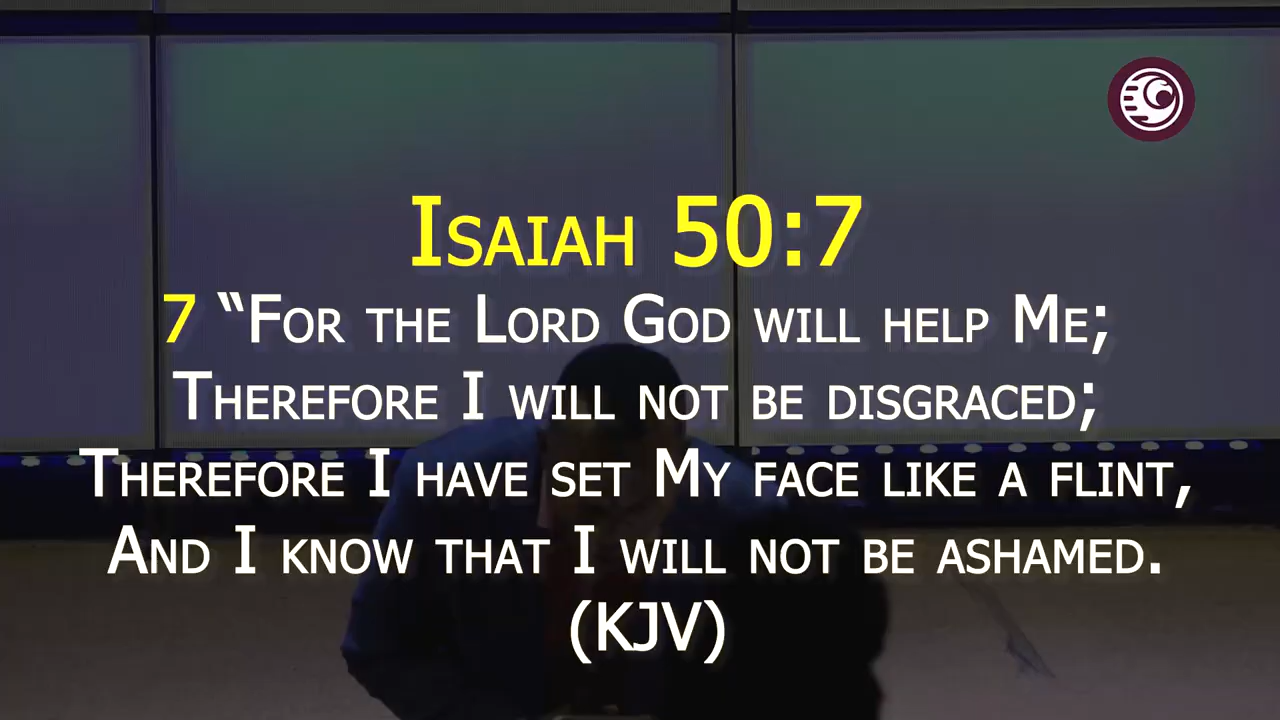 Isaiah 50:7
7 “For the Lord God will help Me;
Therefore I will not be disgraced;
Therefore I have set My face like a flint,
And I know that I will not be ashamed.
(KJV)